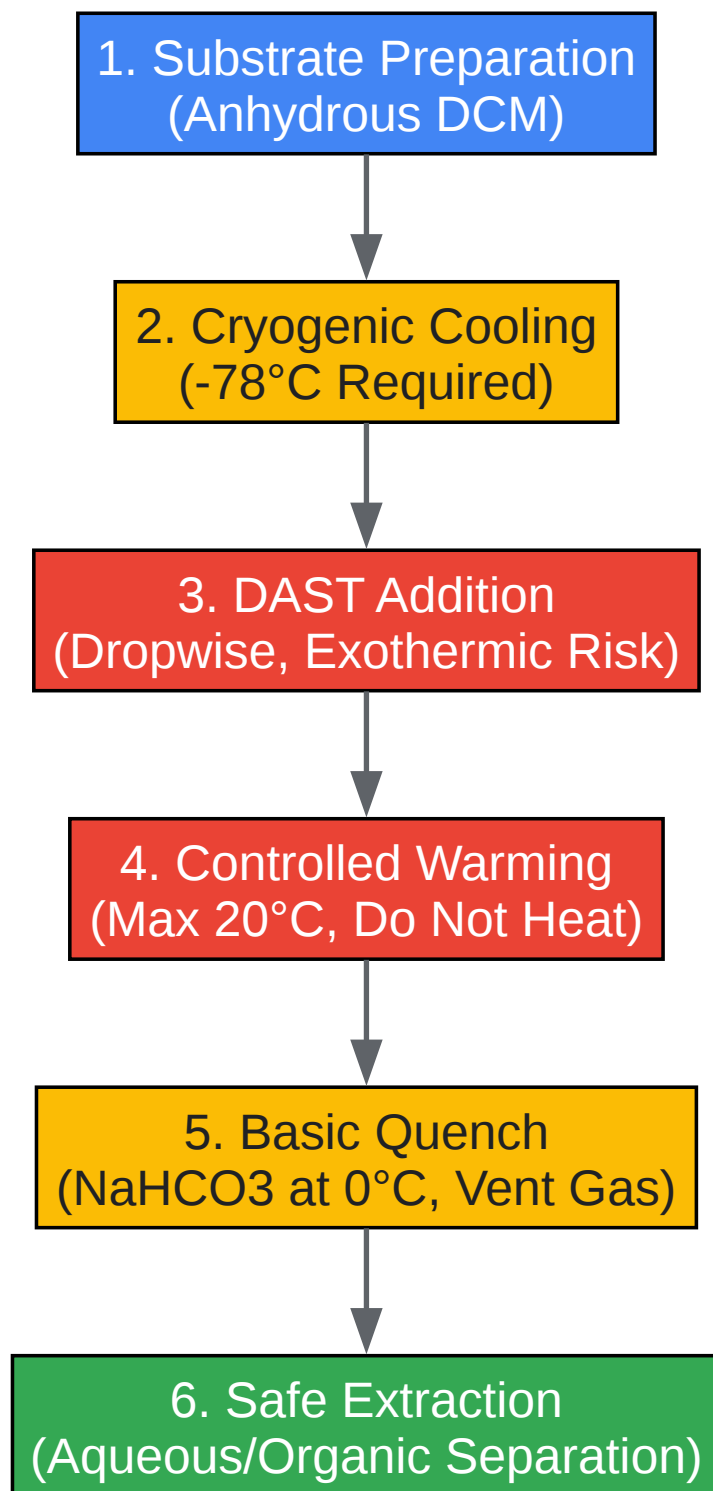 1. Substrate Preparation
(Anhydrous DCM)
2. Cryogenic Cooling
(-78°C Required)
3. DAST Addition
(Dropwise, Exothermic Risk)
4. Controlled Warming
(Max 20°C, Do Not Heat)
5. Basic Quench
(NaHCO3 at 0°C, Vent Gas)
6. Safe Extraction
(Aqueous/Organic Separation)